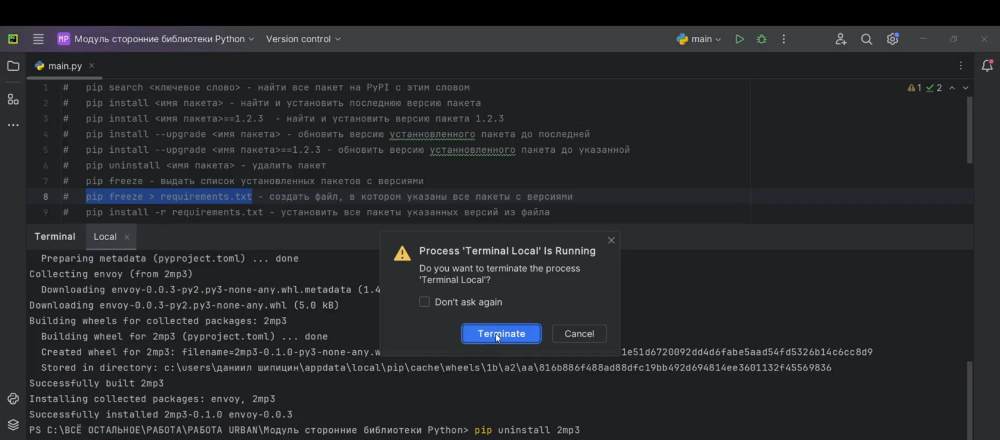 MP Модуль сторонние библиотеки Python
Version control
main
main.py
1 # pip search <ключевое слово> - найти все пакет на PyPI с этим словом
2 # pip install <имя пакета> - найти и установить последнюю версию пакета
3 # pip install <имя пакета>==1.2.3 - найти и установить версию пакета 1.2.3
4 # pip install --upgrade <имя пакета> - обновить версию устанновленного пакета до последней
5 # pip install --upgrade <имя пакета>==1.2.3 - обновить версию устанновленного пакета до указанной
6 # pip uninstall <имя пакета> - удалить пакет
7 # pip freeze - выдать список установленных пакетов с версиями
8 # pip freeze > requirements.txt - создать файл, в котором указаны все пакеты с версиями
9 # pip install -r requirements.txt - установить все пакеты указанных версий из файла
1 2
Terminal
Local
Process 'Terminal Local' Is Running
Do you want to terminate the process
'Terminal Local'?
Don't ask again
Terminate
Cancel
Preparing metadata (pyproject.toml) ... done
Collecting envoy (from 2mp3)
Downloading envoy-0.0.3-py2.py3-none-any.whl.metadata (1.4
Downloading envoy-0.0.3-py2.py3-none-any.whl (5.0 kB)
Building wheels for collected packages: 2mp3
Building wheel for 2mp3 (pyproject.toml) ... done
Created wheel for 2mp3: filename=2mp3-0.1.0-py3-none-any.w 1e51d6720092dd4d6fabe5aad54fd5326b14c6cc8d9
Stored in directory: c:\users\даниил шипицин\appdata\local\pip\cache\wheels\1b\a2\aa\816b886f488ad88dfc19bb492d694814ee3601132f45569836
Successfully built 2mp3
Installing collected packages: envoy, 2mp3
Successfully installed 2mp3-0.1.0 envoy-0.0.3
PS C:\ВСЁ ОСТАЛЬНОЕ\РАБОТА\РАБОТА URBAN\Модуль сторонние библиотеки Python> pip uninstall 2mp3